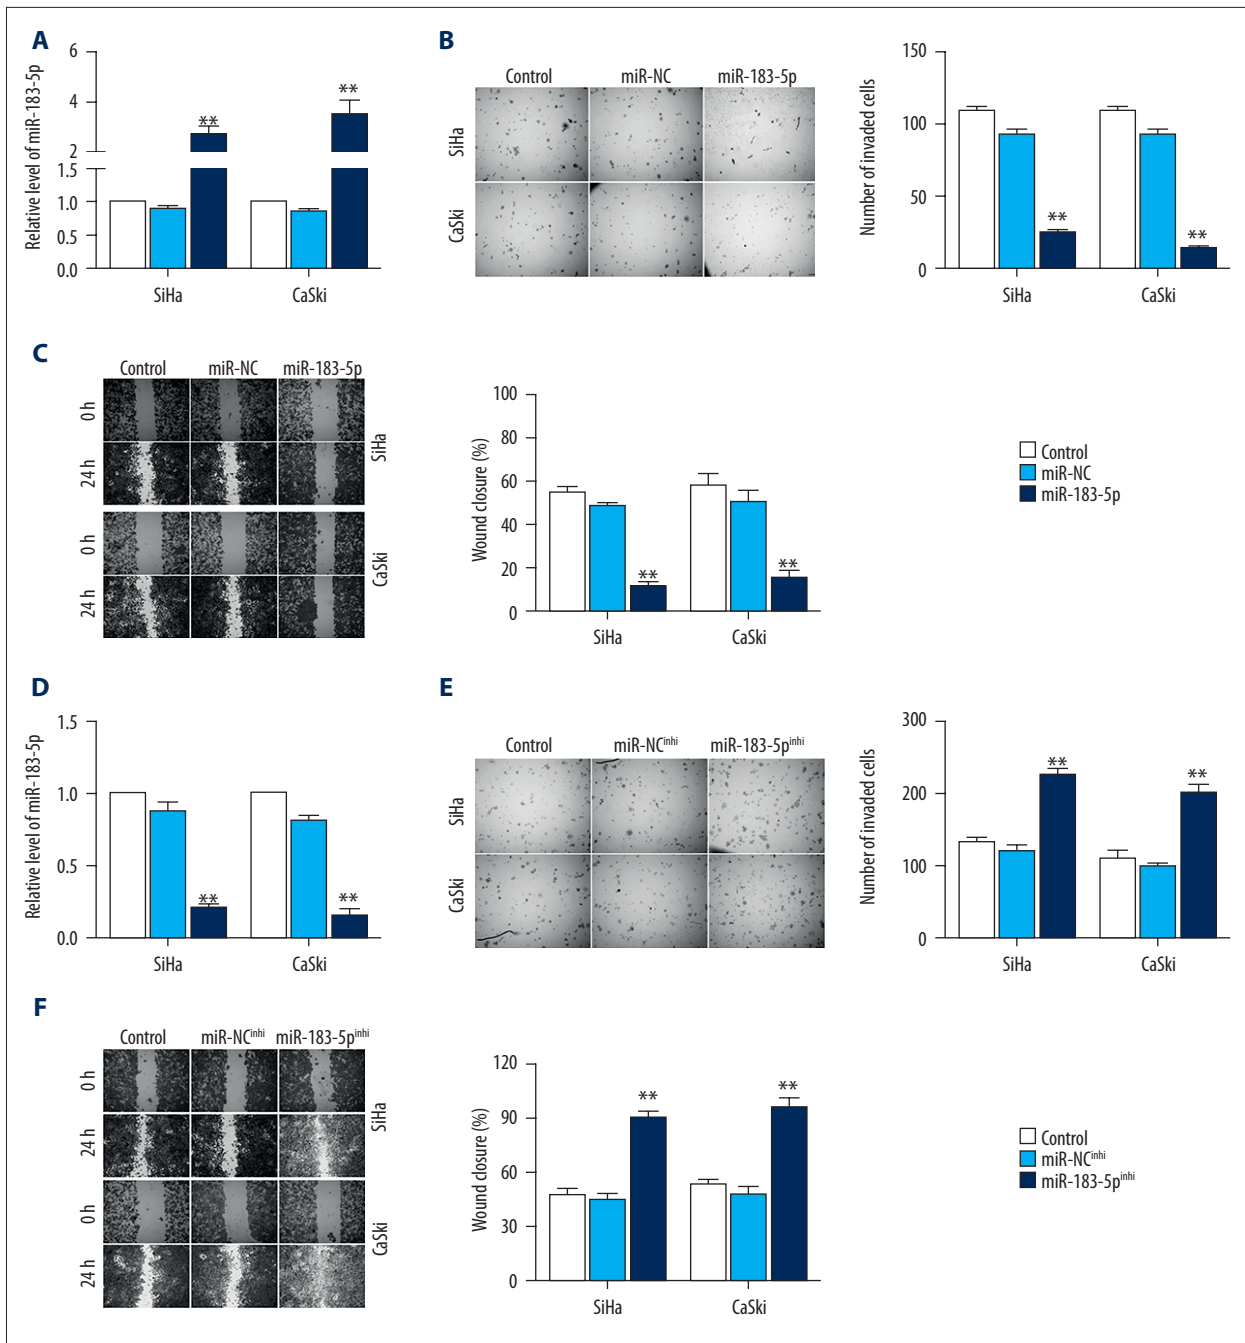 A
Relative level of miR-183-5p
6
4
2
1.5
1.0
0.5
0.0
**
**
SiHa
CaSki
B
Control
miR-NC
miR-183-5p
SiHa
CaSki
Number of invaded cells
150
100
50
0
**
**
SiHa
CaSki
C
Control
miR-NC
miR-183-5p
0 h
24 h
0 h
24 h
SiHa
CaSki
Wound closure (%)
100
80
60
40
20
0
**
**
SiHa
CaSki
Control
miR-NC
miR-183-5p
D
Relative level of miR-183-5p
1.5
1.0
0.5
0.0
**
**
SiHa
CaSki
E
Control
miR-NCinhi
miR-183-5pinhi
SiHa
CaSki
Number of invaded cells
300
200
100
0
**
**
SiHa
CaSki
F
Control
miR-NCinhi
miR-183-5pinhi
0 h
24 h
0 h
24 h
SiHa
CaSki
Wound closure (%)
120
90
60
30
0
**
**
SiHa
CaSki
Control
miR-NCinhi
miR-183-5pinhi